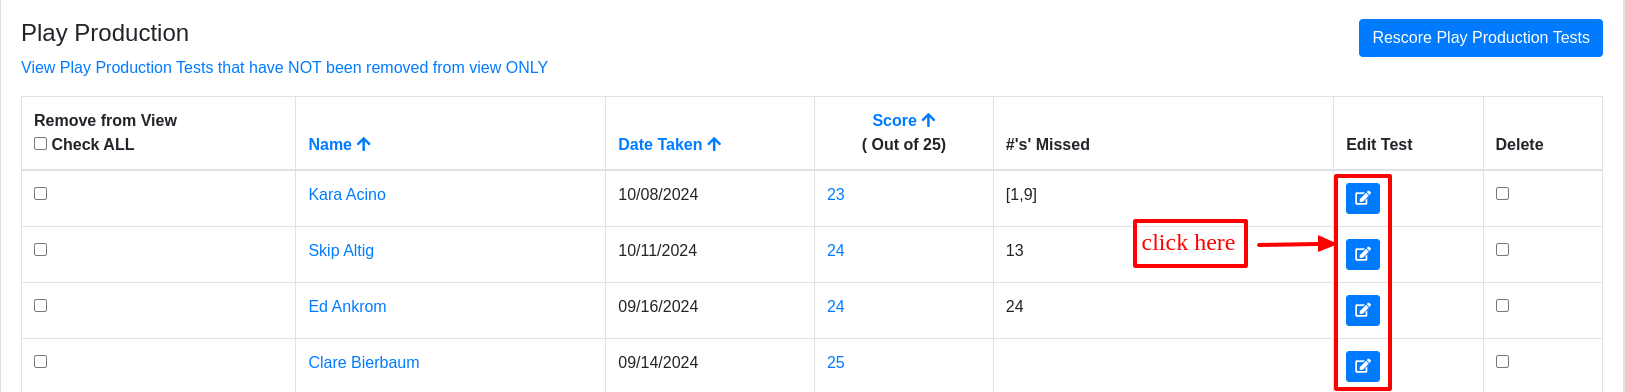 Play Production
Rescore Play Production Tests
View Play Production Tests that have NOT been removed from view ONLY
Remove from View
Check ALL
Name
Date Taken
Score
( Out of 25)
#'s' Missed
Edit Test
Delete
Kara Acino 10/08/2024 23 [1,9]
Skip Altig 10/11/2024 24 13
click here
Ed Ankrom 09/16/2024 24 24
Clare Bierbaum 09/14/2024 25